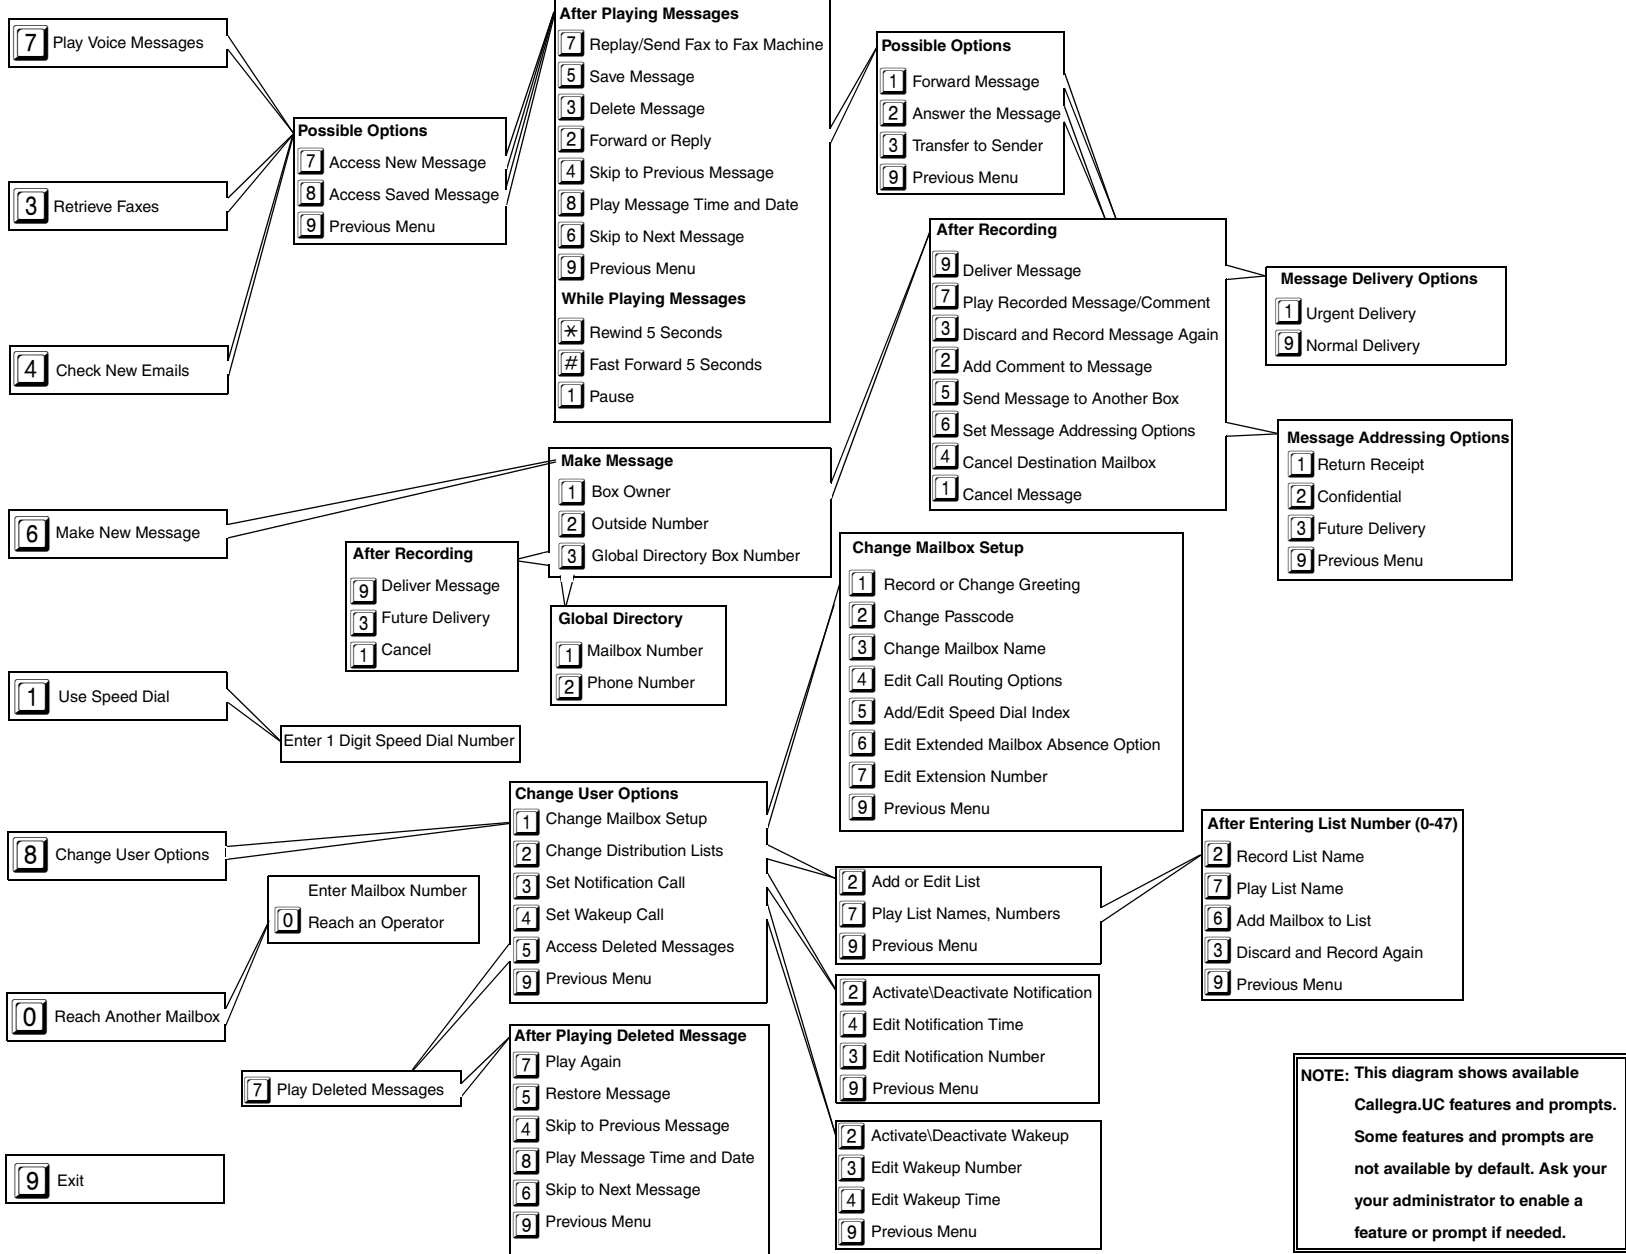 7 Play Voice Messages
3 Retrieve Faxes
4 Check New Emails
6 Make New Message
1 Use Speed Dial
8 Change User Options
0 Reach Another Mailbox
9 Exit
Possible Options
7 Access New Message
8 Access Saved Message
9 Previous Menu
After Playing Messages
7 Replay/Send Fax to Fax Machine
5 Save Message
3 Delete Message
2 Forward or Reply
4 Skip to Previous Message
8 Play Message Time and Date
6 Skip to Next Message
9 Previous Menu
While Playing Messages
* Rewind 5 Seconds
# Fast Forward 5 Seconds
1 Pause
Possible Options
1 Forward Message
2 Answer the Message
3 Transfer to Sender
9 Previous Menu
After Recording
9 Deliver Message
7 Play Recorded Message/Comment
3 Discard and Record Message Again
2 Add Comment to Message
5 Send Message to Another Box
6 Set Message Addressing Options
4 Cancel Destination Mailbox
1 Cancel Message
Message Delivery Options
1 Urgent Delivery
9 Normal Delivery
Message Addressing Options
1 Return Receipt
2 Confidential
3 Future Delivery
9 Previous Menu
Make Message
1 Box Owner
2 Outside Number
3 Global Directory Box Number
After Recording
9 Deliver Message
3 Future Delivery
1 Cancel
Global Directory
1 Mailbox Number
2 Phone Number
Enter 1 Digit Speed Dial Number
Change Mailbox Setup
1 Record or Change Greeting
2 Change Passcode
3 Change Mailbox Name
4 Edit Call Routing Options
5 Add/Edit Speed Dial Index
6 Edit Extended Mailbox Absence Option
7 Edit Extension Number
9 Previous Menu
Change User Options
1 Change Mailbox Setup
2 Change Distribution Lists
3 Set Notification Call
4 Set Wakeup Call
5 Access Deleted Messages
9 Previous Menu
Enter Mailbox Number
0 Reach an Operator
7 Play Deleted Messages
After Playing Deleted Message
7 Play Again
5 Restore Message
4 Skip to Previous Message
8 Play Message Time and Date
6 Skip to Next Message
9 Previous Menu
2 Add or Edit List
7 Play List Names, Numbers
9 Previous Menu
2 Activate\Deactivate Notification
4 Edit Notification Time
3 Edit Notification Number
9 Previous Menu
2 Activate\Deactivate Wakeup
3 Edit Wakeup Number
4 Edit Wakeup Time
9 Previous Menu
After Entering List Number (0-47)
2 Record List Name
7 Play List Name
6 Add Mailbox to List
3 Discard and Record Again
9 Previous Menu
NOTE: This diagram shows available
Callegra.UC features and prompts.
Some features and prompts are
not available by default. Ask your
your administrator to enable a
feature or prompt if needed.